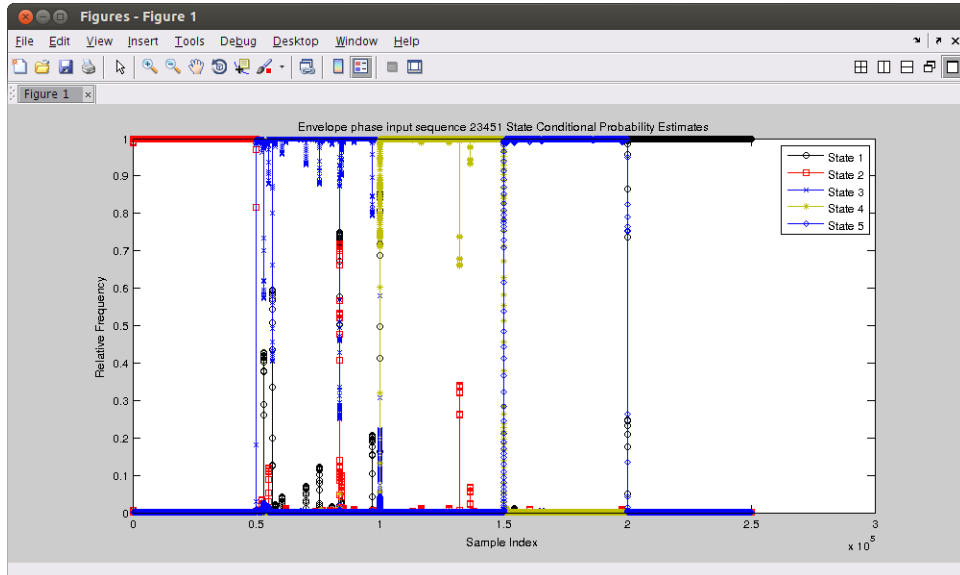 Figures - Figure 1
File Edit View Insert Tools Debug Desktop Window Help
Figure 1
Envelope phase input sequence 23451 State Conditional Probability Estimates
Relative Frequency
1
0.9
0.8
0.7
0.6
0.5
0.4
0.3
0.2
0.1
0
0 0.5 1 1.5 2 2.5 3
x 10^5
Sample Index
State 1
State 2
State 3
State 4
State 5